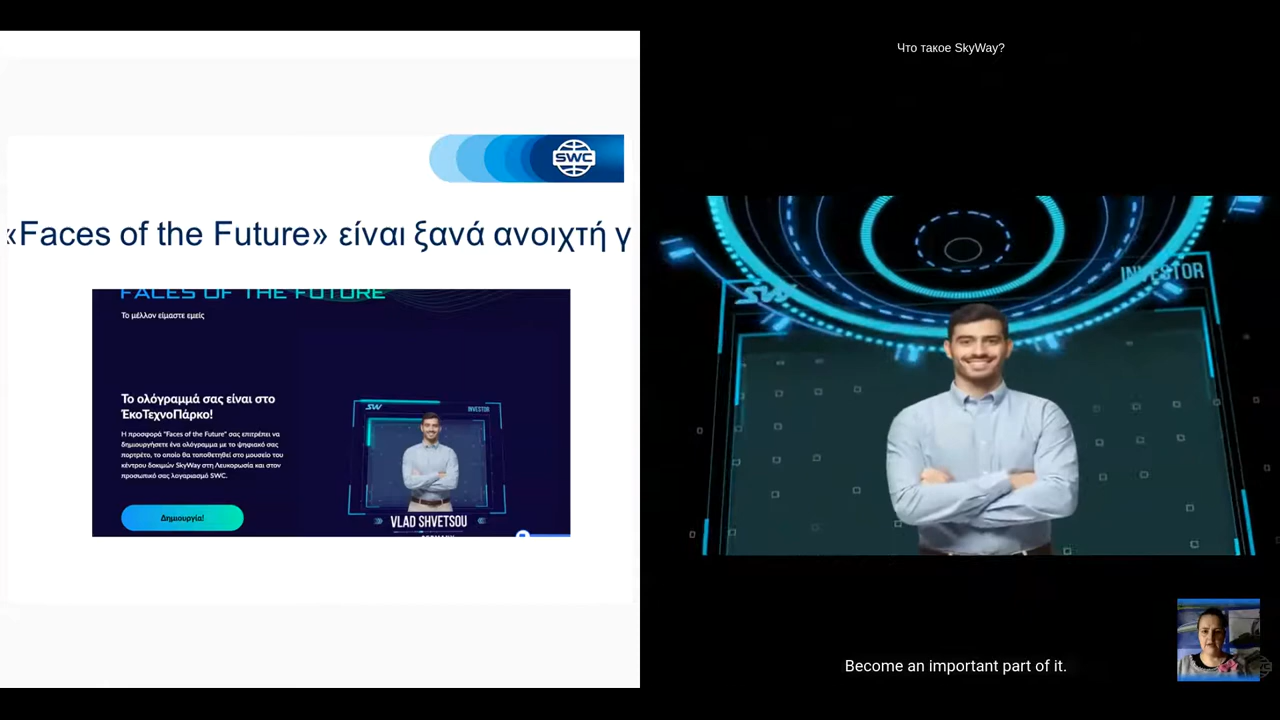 SWC
«Faces of the Future» είναι ξανά ανοιχτή γ
FACES OF THE FUTURE
Το μέλλον είμαστε εμείς
Το ολόγραμμά σας είναι στο
ΈκοΤεχνοΠάρκο!
Η προσφορά "Faces of the Future" σας επιτρέπει να
δημιουργήσετε ένα ολόγραμμα με το ψηφιακό σας
πορτρέτο, το οποίο θα τοποθετηθεί στο μουσείο του
κέντρου δοκιμών SkyWay στη Λευκορωσία και στον
προσωπικό σας λογαριασμό SWC.
Δημιουργία!
SW
INVESTOR
VLAD SHVETSOU
GERMANY
Что такое SkyWay?
SW
INVESTOR
Become an important part of it.
SWC